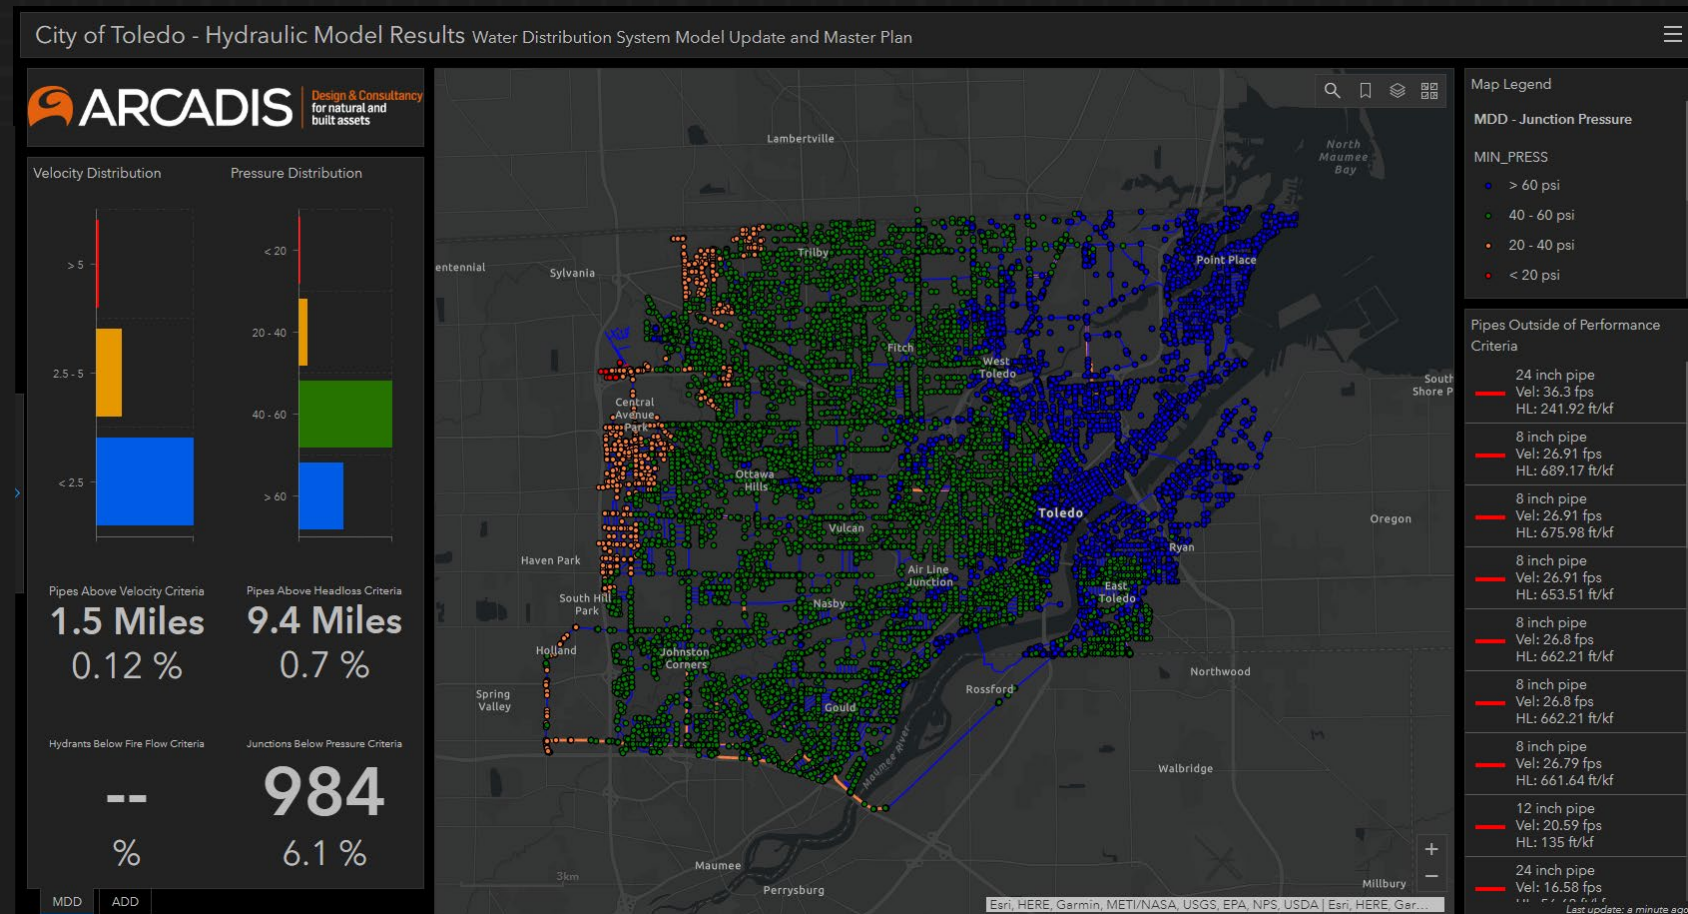 City of Toledo - Hydraulic Model Results Water Distribution System Model Update and Master Plan
ARCADIS
Design & Consultancy
for natural and
built assets
Velocity Distribution
> 5
2.5 - 5
< 2.5
Pressure Distribution
< 20
20 - 40
40 - 60
> 60
Pipes Above Velocity Criteria
1.5 Miles
0.12 %
Pipes Above Headloss Criteria
9.4 Miles
0.7 %
Hydrants Below Fire Flow Criteria
--
%
Junctions Below Pressure Criteria
984
6.1 %
MDD
ADD
Lambertville
North
Maumee
Bay
entennial
Sylvania
Trilby
Point Place
Fitch
West
Toledo
South
Shore P
Central
Avenue
Park
Ottawa
Hills
Toledo
Oregon
Vulcan
Ryan
Haven Park
Air Line
Junction
East
Toledo
South Hill
Park
Nasby
Holland
Johnston
Corners
Northwood
Spring
Valley
Rossford
Gould
Maumee River
Walbridge
Maumee
3km
Perrysburg
Millbury
+
−
Esri, HERE, Garmin, METI/NASA, USGS, EPA, NPS, USDA | Esri, HERE, Gar...
Map Legend
MDD - Junction Pressure
MIN_PRESS
> 60 psi
40 - 60 psi
20 - 40 psi
< 20 psi
Pipes Outside of Performance
Criteria
24 inch pipe
Vel: 36.3 fps
HL: 241.92 ft/kf
8 inch pipe
Vel: 26.91 fps
HL: 689.17 ft/kf
8 inch pipe
Vel: 26.91 fps
HL: 675.98 ft/kf
8 inch pipe
Vel: 26.91 fps
HL: 653.51 ft/kf
8 inch pipe
Vel: 26.8 fps
HL: 662.21 ft/kf
8 inch pipe
Vel: 26.8 fps
HL: 662.21 ft/kf
8 inch pipe
Vel: 26.79 fps
HL: 661.64 ft/kf
12 inch pipe
Vel: 20.59 fps
HL: 135 ft/kf
24 inch pipe
Vel: 16.58 fps
Last update: a minute ago